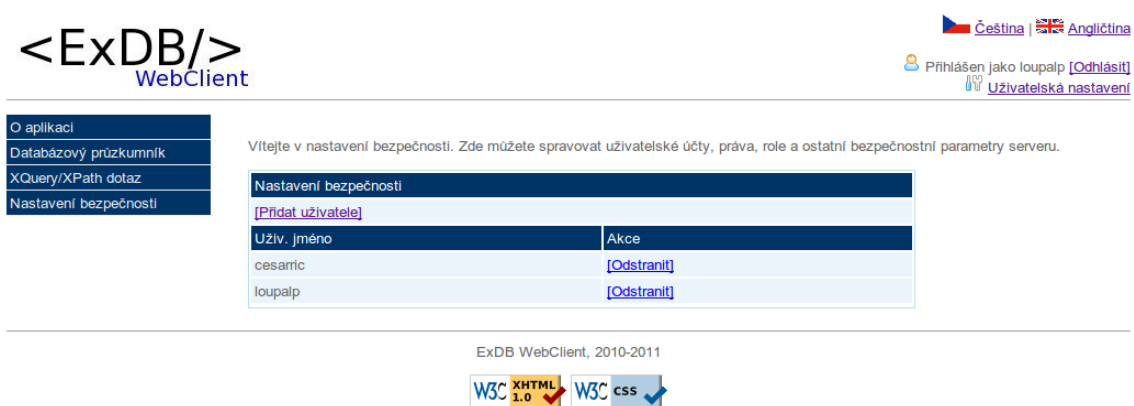 <ExDB/>
WebClient
Čeština | Angličtina
Přihlášen jako loupalp [Odhlásit]
Uživatelská nastavení
O aplikaci
Databázový průzkumník
XQuery/XPath dotaz
Nastavení bezpečnosti
Vítejte v nastavení bezpečnosti. Zde můžete spravovat uživatelské účty, práva, role a ostatní bezpečnostní parametry serveru.
Nastavení bezpečnosti
[Přidat uživatele]
Uživ. jméno Akce
cesarric [Odstranit]
loupalp [Odstranit]
ExDB WebClient, 2010-2011
W3C XHTML 1.0 W3C css